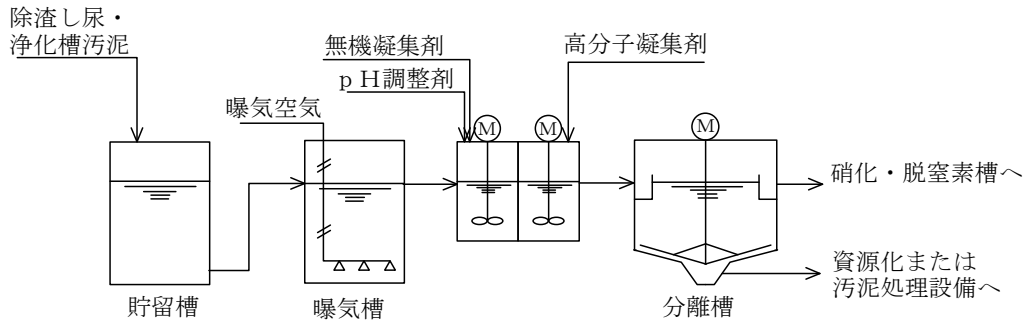 除渣し尿・
浄化槽汚泥
無機凝集剤
高分子凝集剤
pH調整剤
曝気空気
M
M
M
硝化・脱窒素槽へ
資源化または
汚泥処理設備へ
貯留槽
曝気槽
分離槽